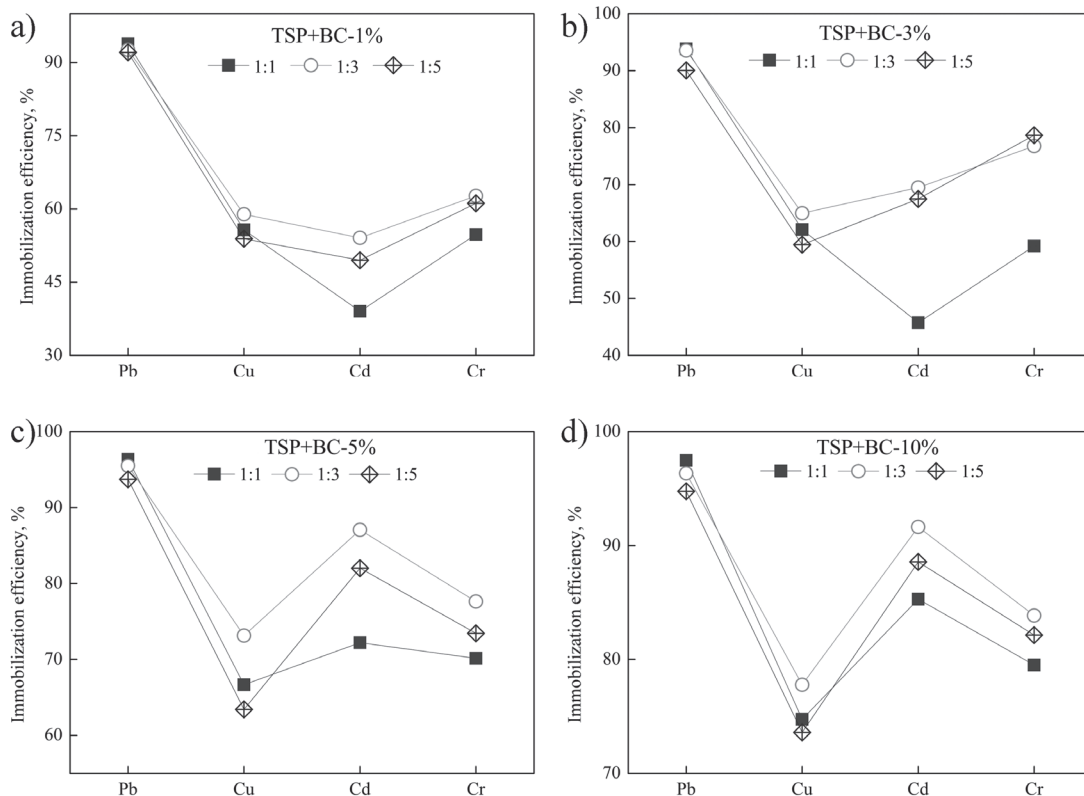 a)
TSP+BC-1%
1:1 1:3 1:5
Immobilization efficiency, %
90
75
60
45
30
Pb Cu Cd Cr
b)
TSP+BC-3%
1:1 1:3 1:5
Immobilization efficiency, %
100
90
80
70
60
50
40
Pb Cu Cd Cr
c)
TSP+BC-5%
1:1 1:3 1:5
Immobilization efficiency, %
100
90
80
70
60
Pb Cu Cd Cr
d)
TSP+BC-10%
1:1 1:3 1:5
Immobilization efficiency, %
100
90
80
70
Pb Cu Cd Cr